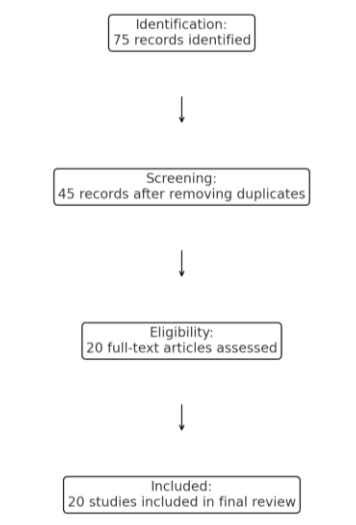 Identification:
75 records identified
Screening:
45 records after removing duplicates
Eligibility:
20 full-text articles assessed
Included:
20 studies included in final review